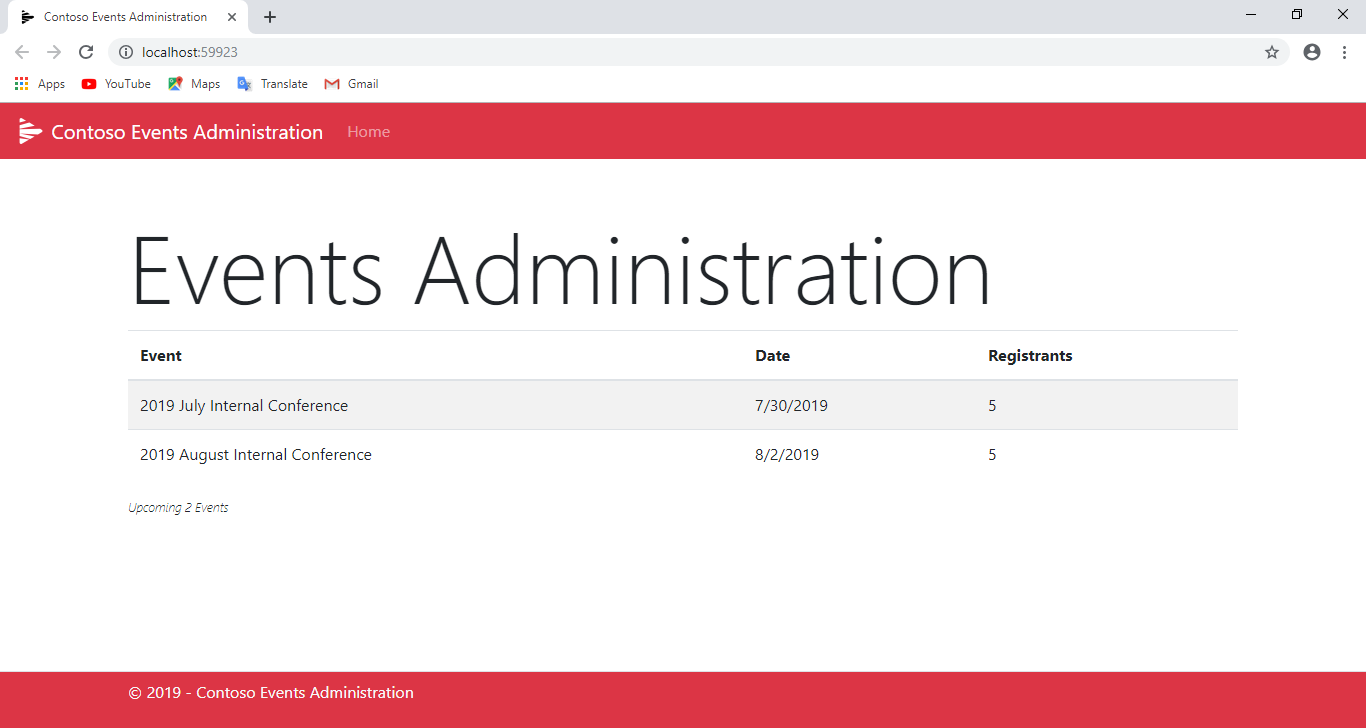 Contoso Events Administration
localhost:59923
Apps YouTube Maps Translate Gmail
Contoso Events Administration Home
Events Administration
Event Date Registrants
2019 July Internal Conference 7/30/2019 5
2019 August Internal Conference 8/2/2019 5
Upcoming 2 Events
© 2019 - Contoso Events Administration